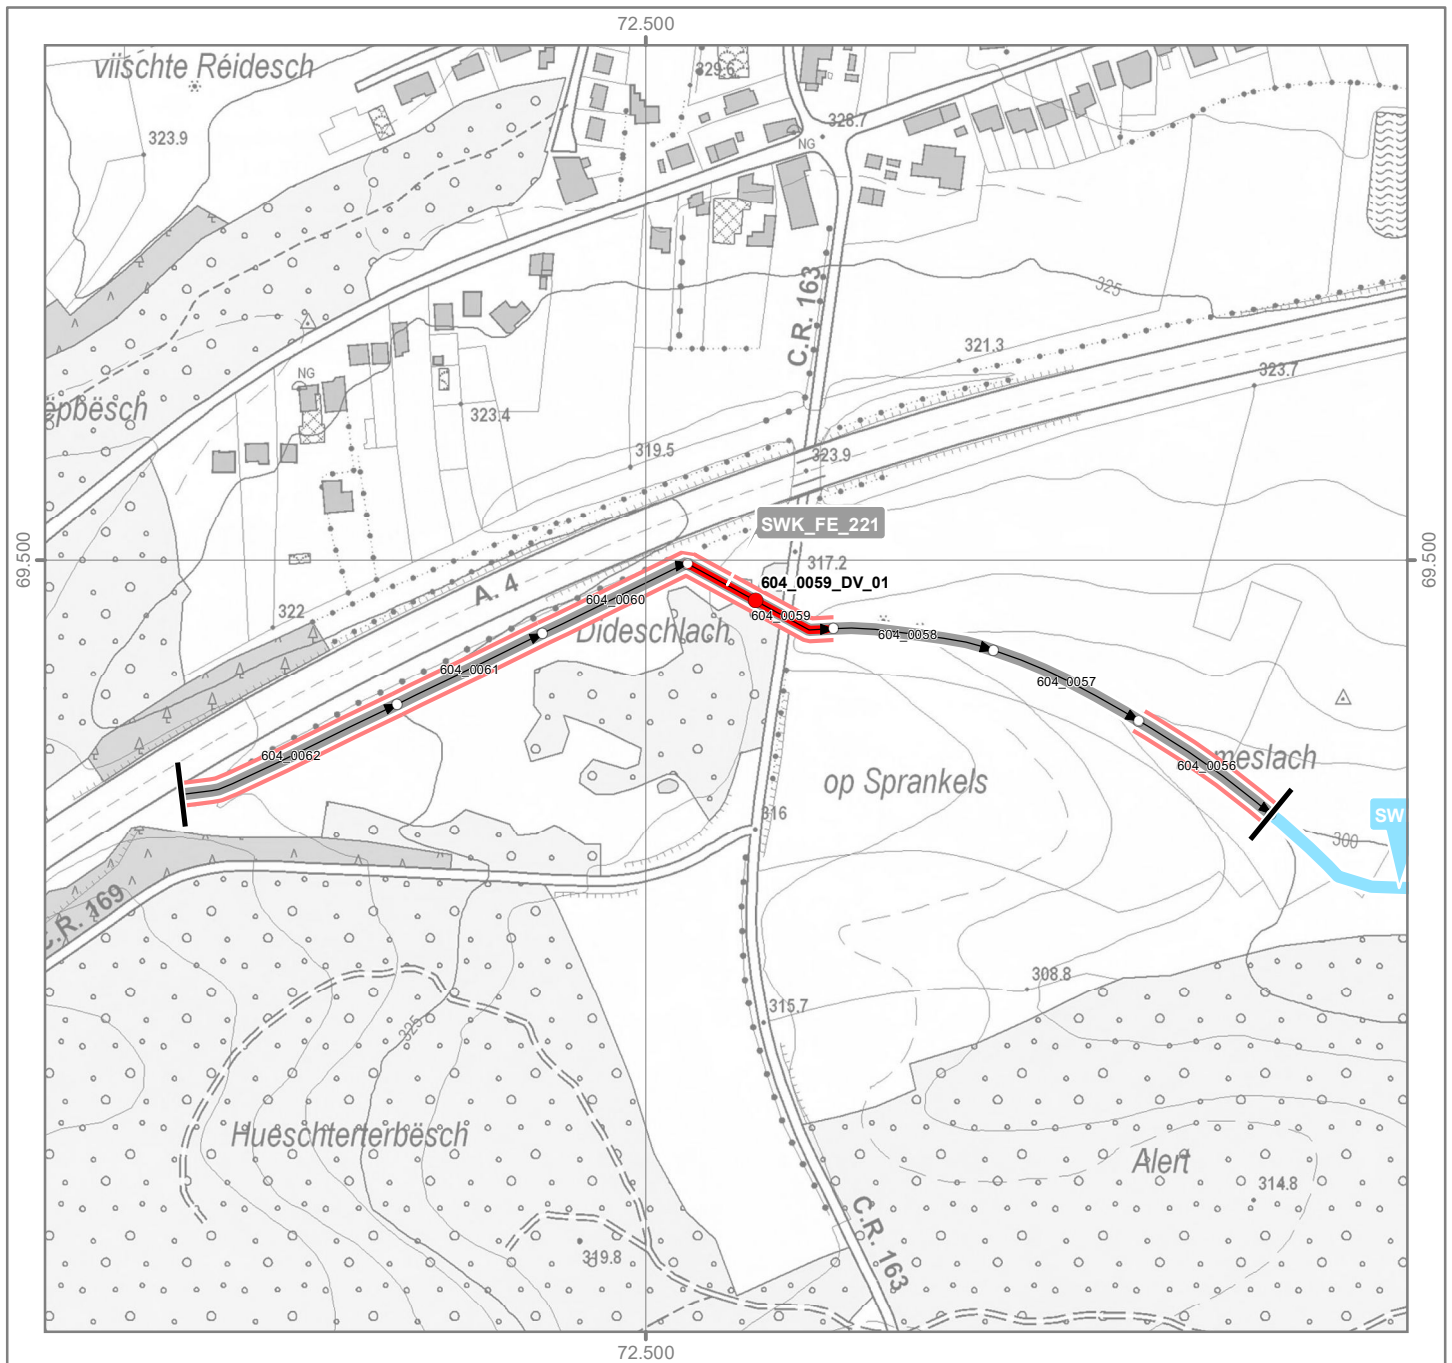 72.500
viischte Réidesch
329.6
323.9
328.7
NG
C.R. 163
325
321.3
323.7
NG
ëpbësch
323.4
319.5
323.9
SWK_FE_221
69.500
69.500
317.2
604_0059_DV_01
A. 4
604_0060
604_0059
322
Dideschlach
604_0058
604_0061
604_0057
604_0062
604_0056
meslach
op Sprankels
316
SW
300
C.R. 169
308.8
315.7
325
Hueschterterbësch
Alert
314.8
C.R. 163
319.8
72.500